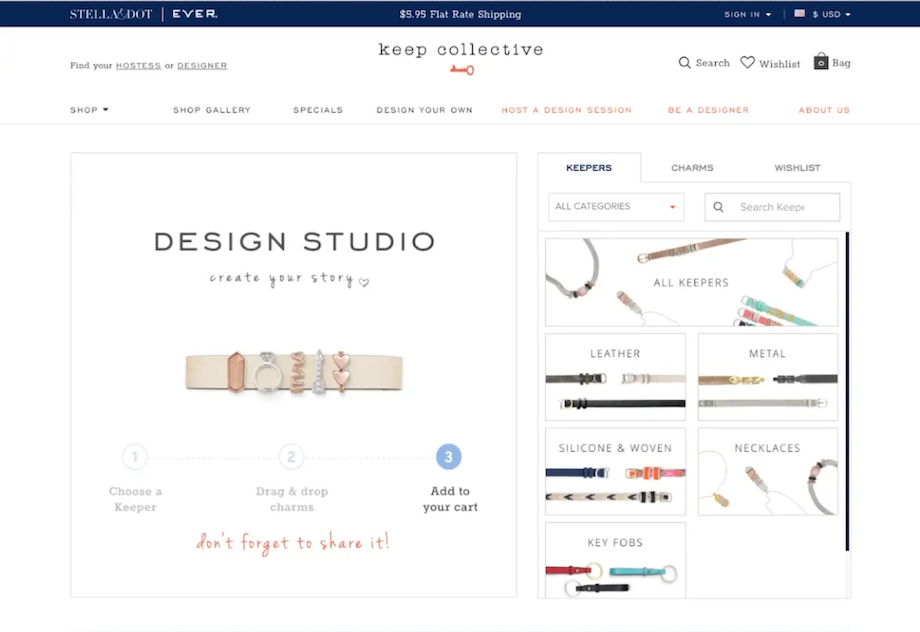 STELLA & DOT | EVER.
$5.95 Flat Rate Shipping
SIGN IN
$ USD
Find your HOSTESS or DESIGNER
keep collective
Search
Wishlist
0
Bag
SHOP
SHOP GALLERY
SPECIALS
DESIGN YOUR OWN
HOST A DESIGN SESSION
BE A DESIGNER
ABOUT US
DESIGN STUDIO
create your story
1
2
3
Choose a
Keeper
Drag & drop
charms
Add to
your cart
don't forget to share it!
KEEPERS
CHARMS
WISHLIST
ALL CATEGORIES
Search Keepe
ALL KEEPERS
LEATHER
METAL
SILICONE & WOVEN
NECKLACES
KEY FOBS